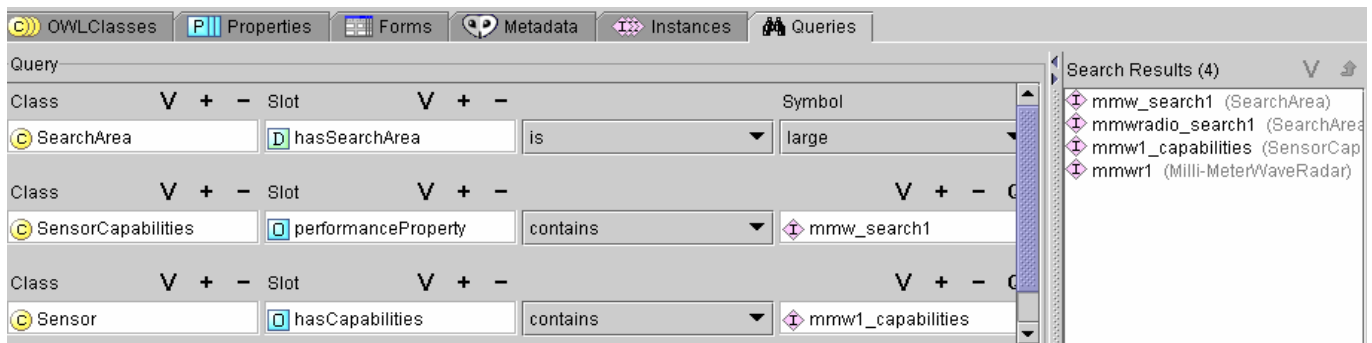 OWLClasses Properties Forms Metadata Instances Queries
Query
Class V + − Slot V + − Symbol
SearchArea hasSearchArea is large
Class V + − Slot V + −  V + −
SensorCapabilities performanceProperty contains mmw_search1
Class V + − Slot V + −  V + −
Sensor hasCapabilities contains mmw1_capabilities
Search Results (4) V
mmw_search1 (SearchArea)
mmwradio_search1 (SearchArea
mmw1_capabilities (SensorCap
mmwr1 (Milli-MeterWaveRadar)